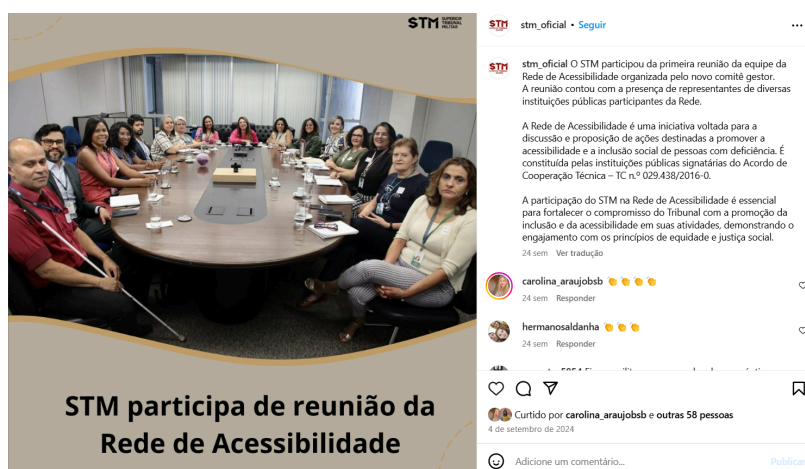 STM SUPERIOR
TRIBUNAL
MILITAR
STM participa de reunião da
Rede de Acessibilidade
STM
stm_oficial • Seguir
STM
stm_oficial O STM participou da primeira reunião da equipe da
Rede de Acessibilidade organizada pelo novo comitê gestor.
A reunião contou com a presença de representantes de diversas
instituições públicas participantes da Rede.
A Rede de Acessibilidade é uma iniciativa voltada para a
discussão e proposição de ações destinadas a promover a
acessibilidade e a inclusão social de pessoas com deficiência. É
constituída pelas instituições públicas signatárias do Acordo de
Cooperação Técnica – TC n.º 029.438/2016-0.
A participação do STM na Rede de Acessibilidade é essencial
para fortalecer o compromisso do Tribunal com a promoção da
inclusão e da acessibilidade em suas atividades, demonstrando o
engajamento com os princípios de equidade e justiça social.
24 sem Ver tradução
carolina_araujobsb 👏👏👏👏
24 sem Responder
hermanosaldanha 👏👏👏
24 sem Responder
Curtido por carolina_araujobsb e outras 58 pessoas
4 de setembro de 2024
Adicione um comentário... Publicar